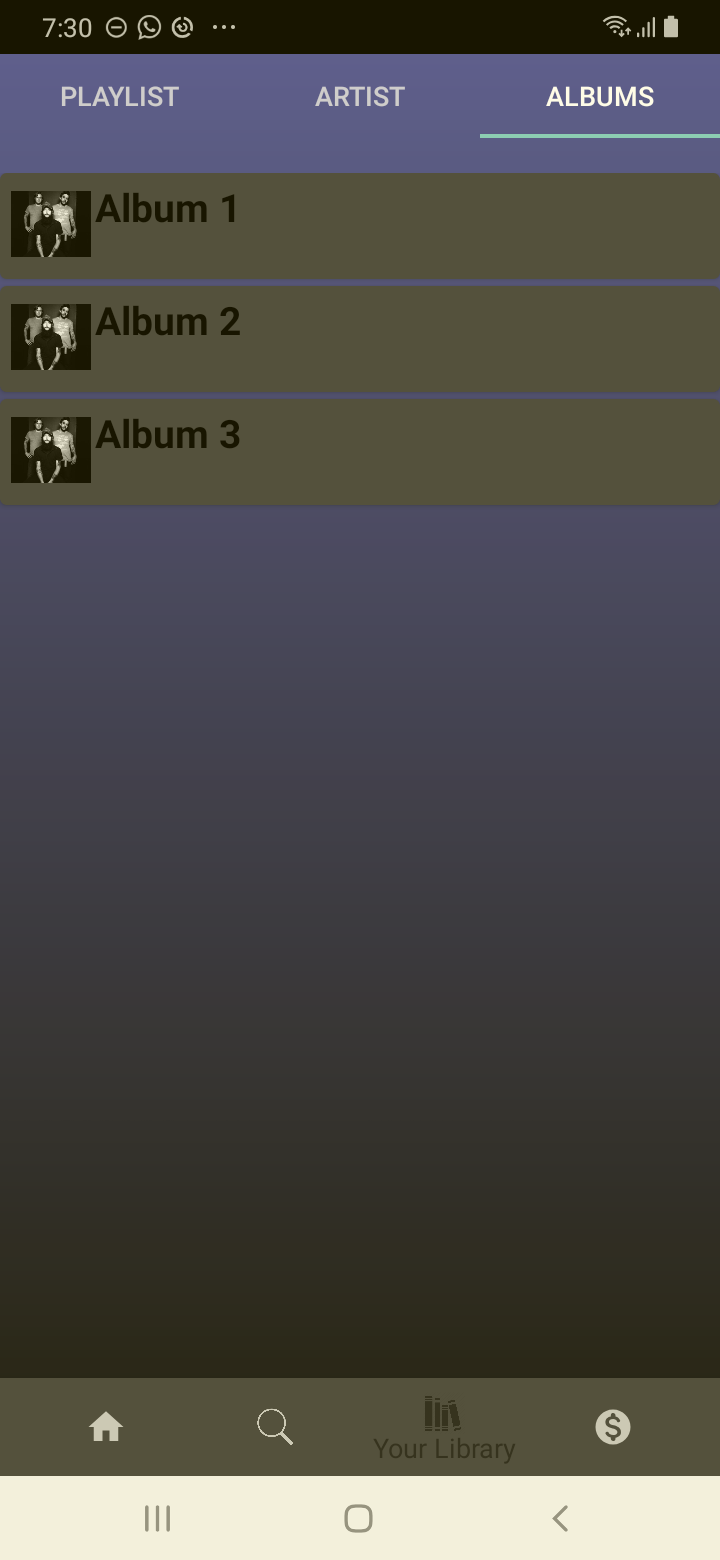 7:30
PLAYLIST ARTIST ALBUMS
Album 1
Album 2
Album 3
Your Library